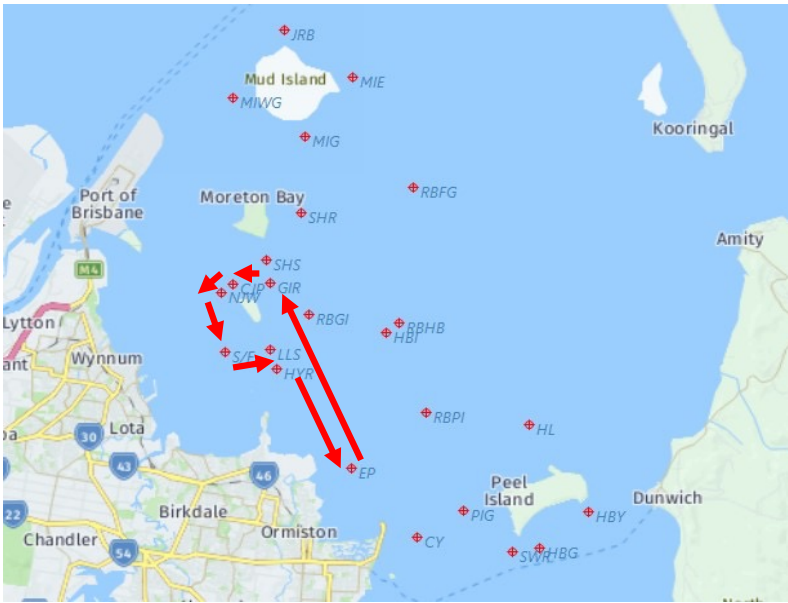 JRB
Mud Island
MIE
MIWG
Kooringal
MIG
Port of
Brisbane
Moreton Bay
RBFG
SHR
Amity
SHS
M4
CJP
GIR
NJW
RBGI
Lytton
RBHB
HBI
Wynnum
LLS
HYR
RBPI
HL
30
Lota
43
46
EP
Peel
Island
Dunwich
22
Birkdale
PIG
HBY
Chandler
54
Ormiston
CY
SWR
HBG